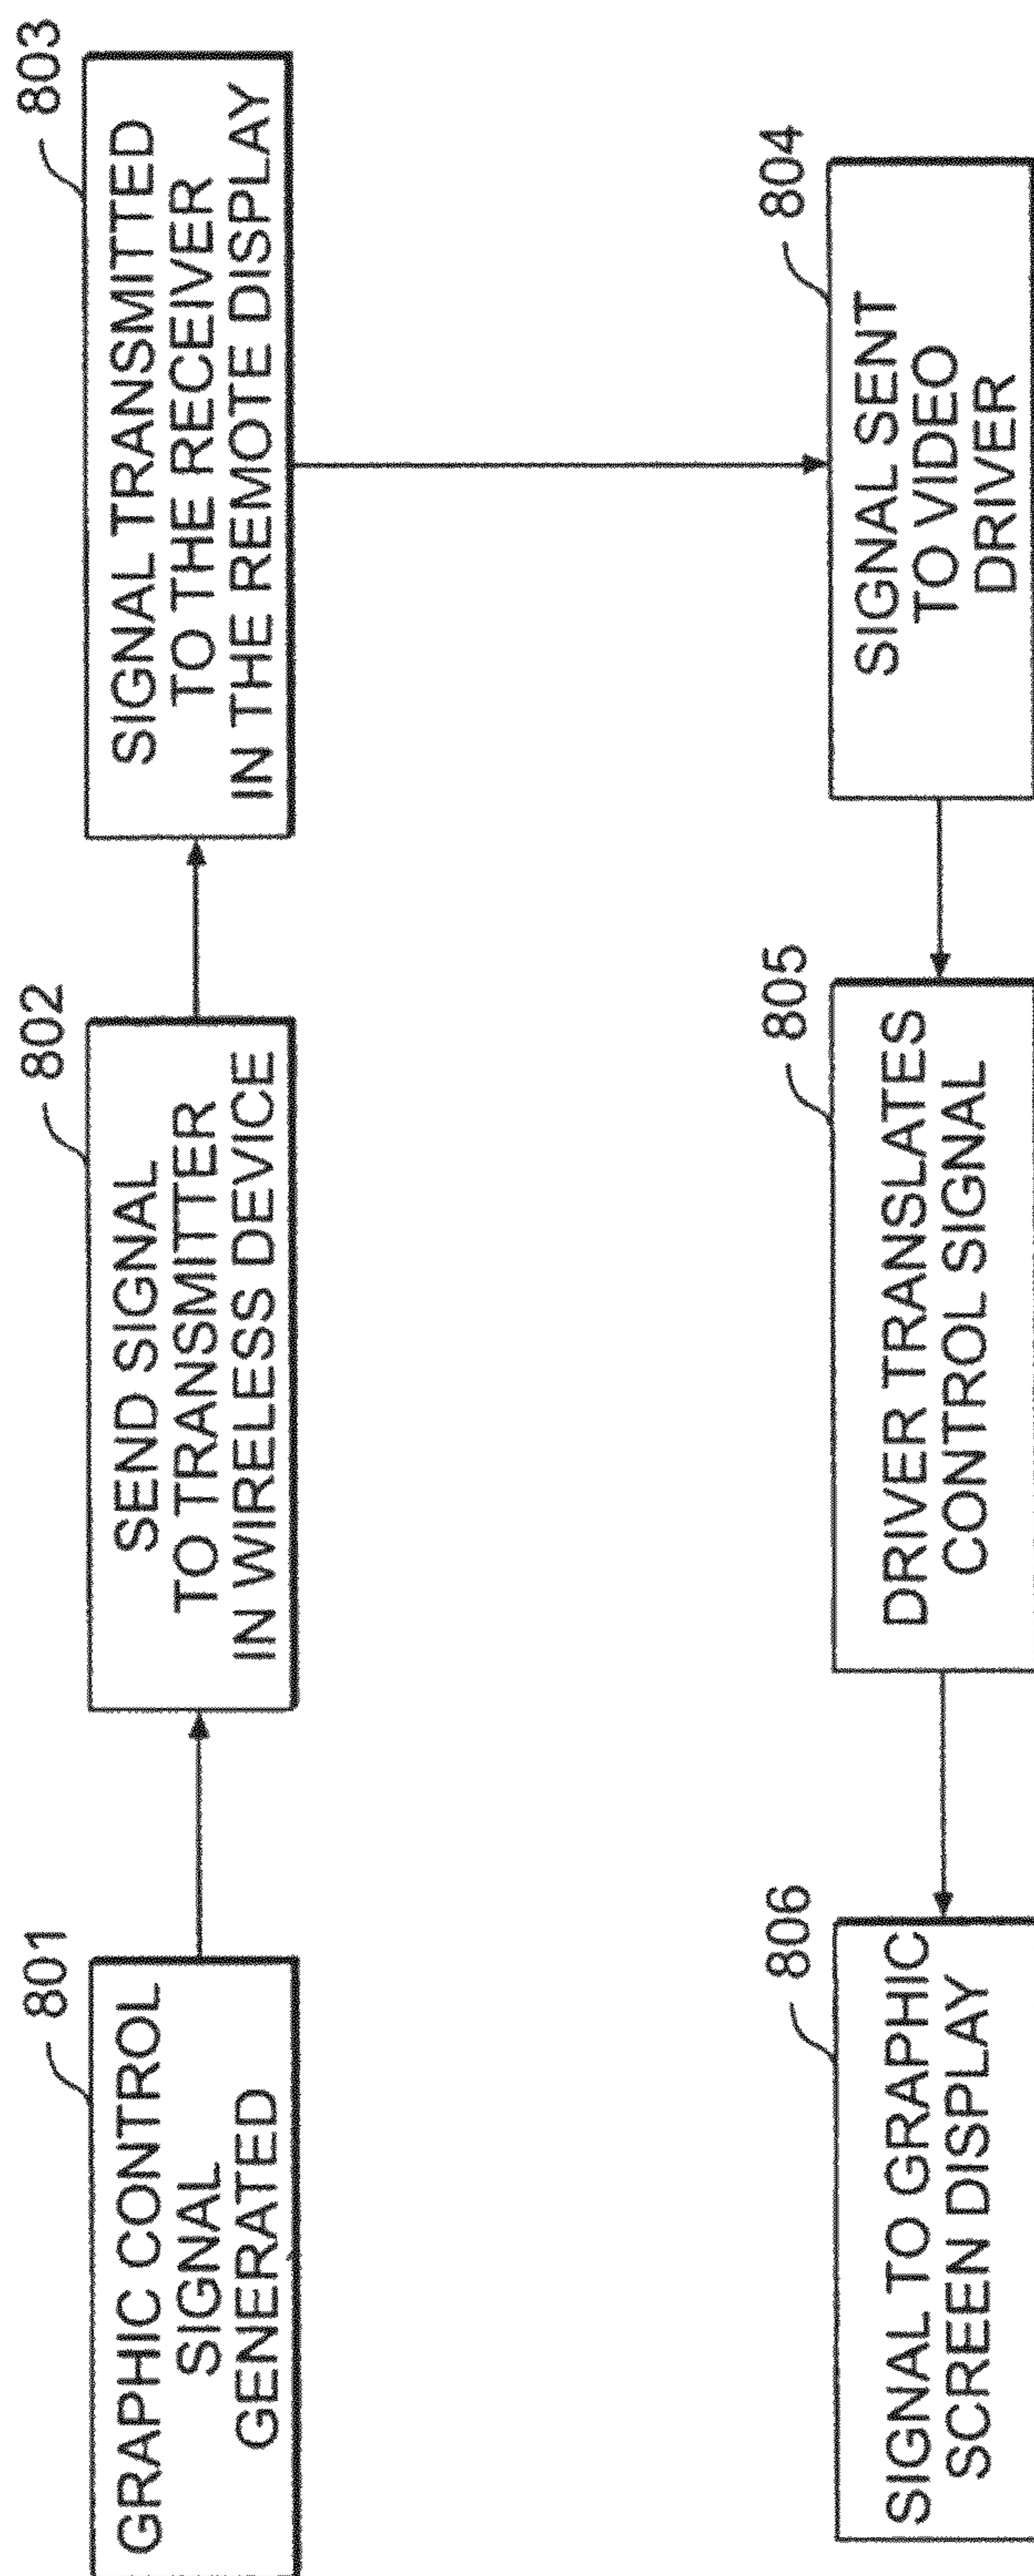 801
GRAPHIC CONTROL
SIGNAL
GENERATED
802
SEND SIGNAL
TO TRANSMITTER
IN WIRELESS DEVICE
803
SIGNAL TRANSMITTED
TO THE RECEIVER
IN THE REMOTE DISPLAY
804
SIGNAL SENT
TO VIDEO
DRIVER
805
DRIVER TRANSLATES
CONTROL SIGNAL
806
SIGNAL TO GRAPHIC
SCREEN DISPLAY